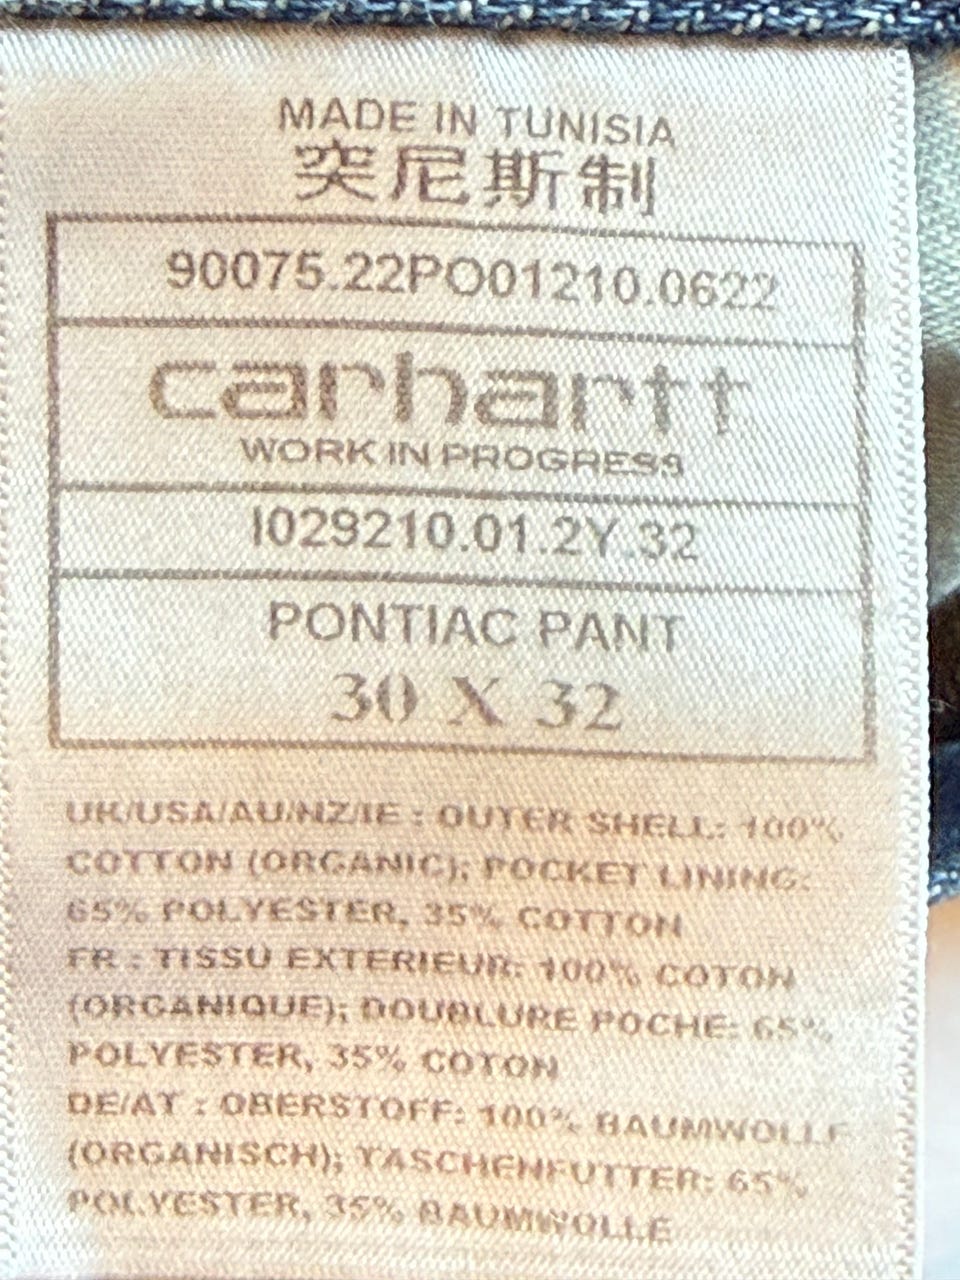 MADE IN TUNISIA
突尼斯制
90075.22PO01210.0622
carhartt
WORK IN PROGRESS
I029210.01.2Y.32
PONTIAC PANT
30 X 32
UK/USA/AU/NZ/IE : OUTER SHELL: 100%
COTTON (ORGANIC); POCKET LINING:
65% POLYESTER, 35% COTTON
FR : TISSU EXTERIEUR: 100% COTON
(ORGANIQUE); DOUBLURE POCHE: 65%
POLYESTER, 35% COTON
DE/AT : OBERSTOFF: 100% BAUMWOLLE
(ORGANISCH); TASCHENFUTTER: 65%
POLYESTER, 35% BAUMWOLLE